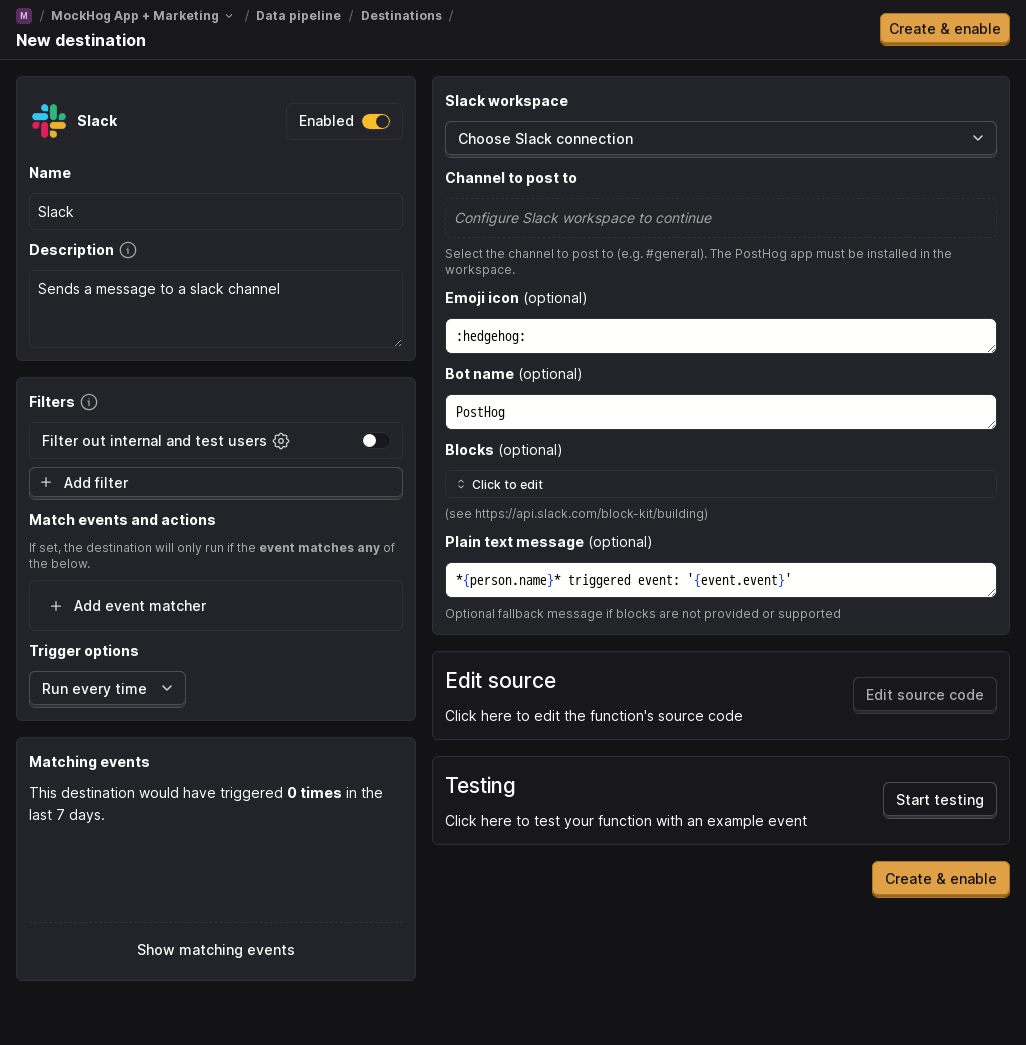 M / MockHog App + Marketing / Data pipeline / Destinations /
New destination
Create & enable
Slack
Enabled
Name
Slack
Description
Sends a message to a slack channel
Filters
Filter out internal and test users
Add filter
Match events and actions
If set, the destination will only run if the event matches any of
the below.
Add event matcher
Trigger options
Run every time
Matching events
This destination would have triggered 0 times in the
last 7 days.
Show matching events
Slack workspace
Choose Slack connection
Channel to post to
Configure Slack workspace to continue
Select the channel to post to (e.g. #general). The PostHog app must be installed in the
workspace.
Emoji icon (optional)
:hedgehog:
Bot name (optional)
PostHog
Blocks (optional)
Click to edit
(see https://api.slack.com/block-kit/building)
Plain text message (optional)
*{person.name}* triggered event: '{event.event}'
Optional fallback message if blocks are not provided or supported
Edit source
Click here to edit the function's source code
Edit source code
Testing
Click here to test your function with an example event
Start testing
Create & enable